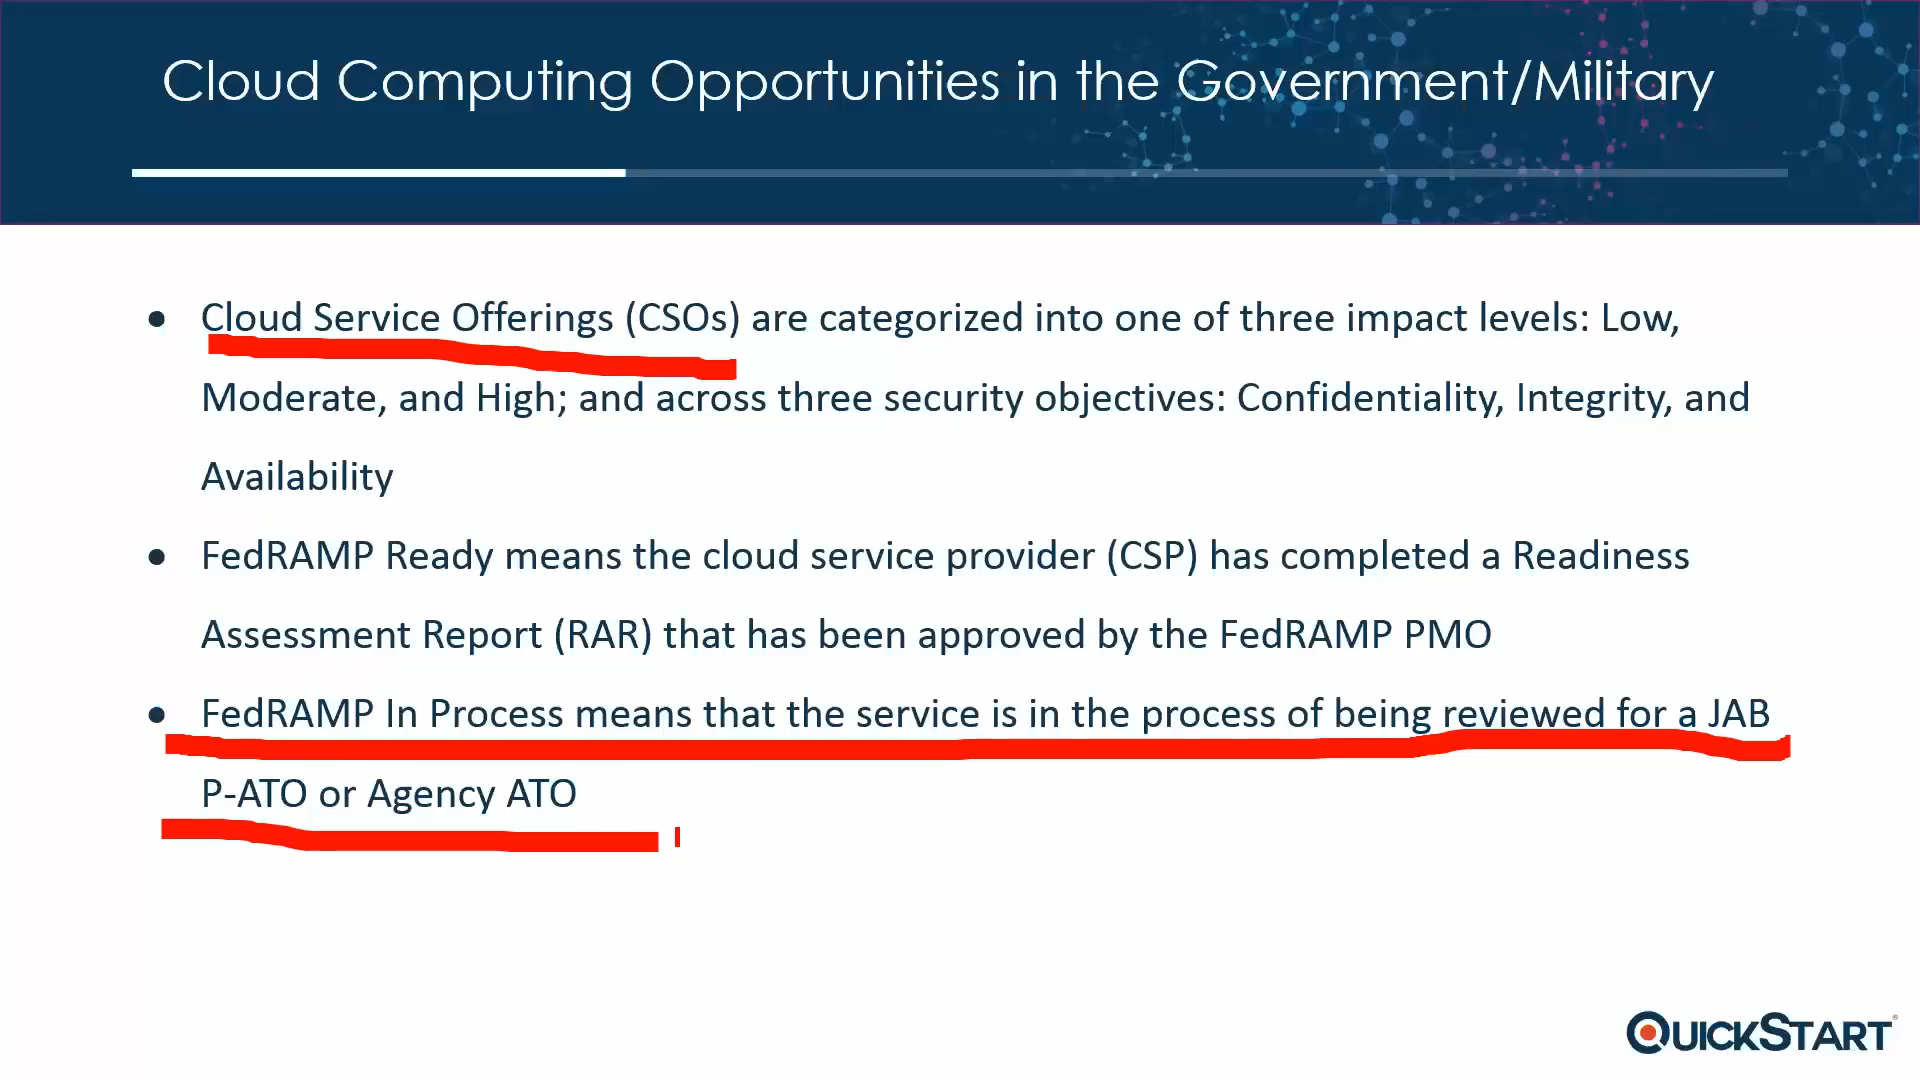 Cloud Computing Opportunities in the Government/Military
● Cloud Service Offerings (CSOs) are categorized into one of three impact levels: Low,
Moderate, and High; and across three security objectives: Confidentiality, Integrity, and
Availability
● FedRAMP Ready means the cloud service provider (CSP) has completed a Readiness
Assessment Report (RAR) that has been approved by the FedRAMP PMO
● FedRAMP In Process means that the service is in the process of being reviewed for a JAB
P-ATO or Agency ATO
QUICKSTART®